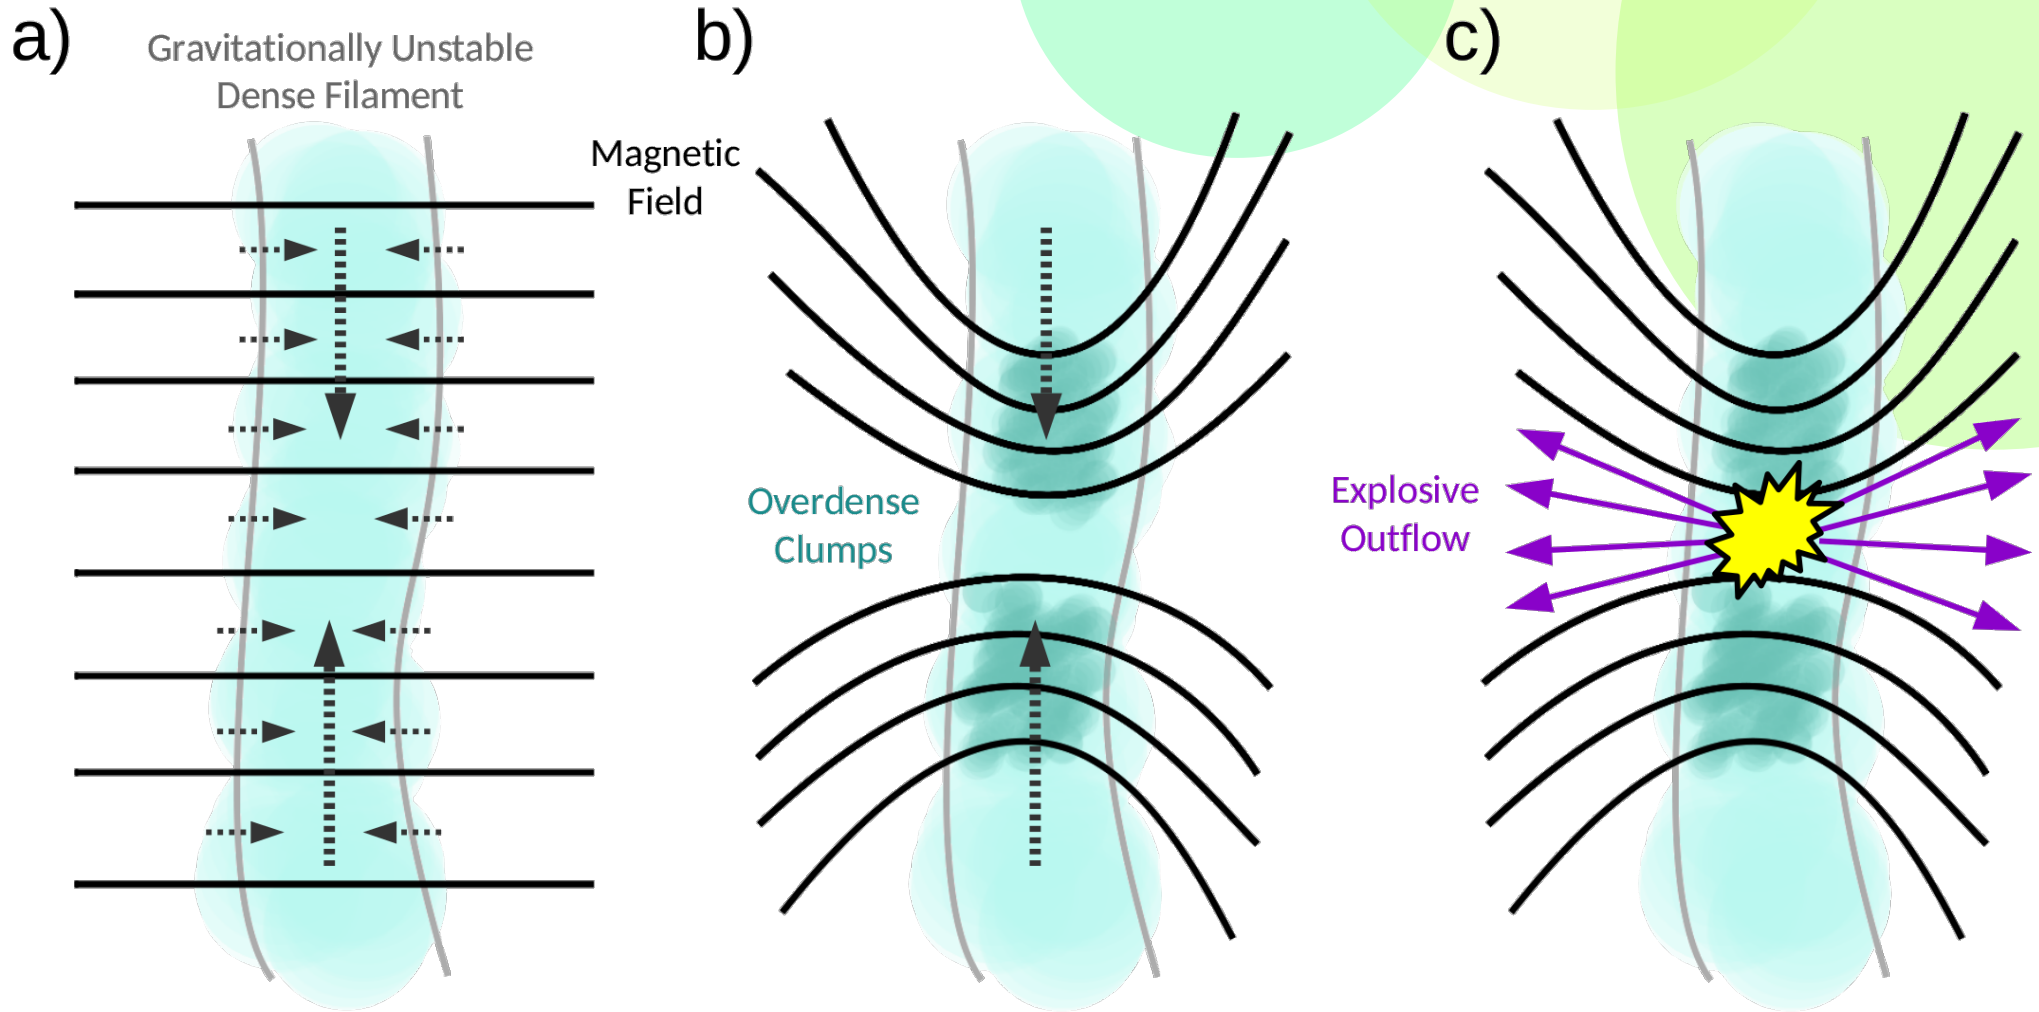 a)
Gravitationally Unstable
Dense Filament
Magnetic
Field
b)
Overdense
Clumps
c)
Explosive
Outflow